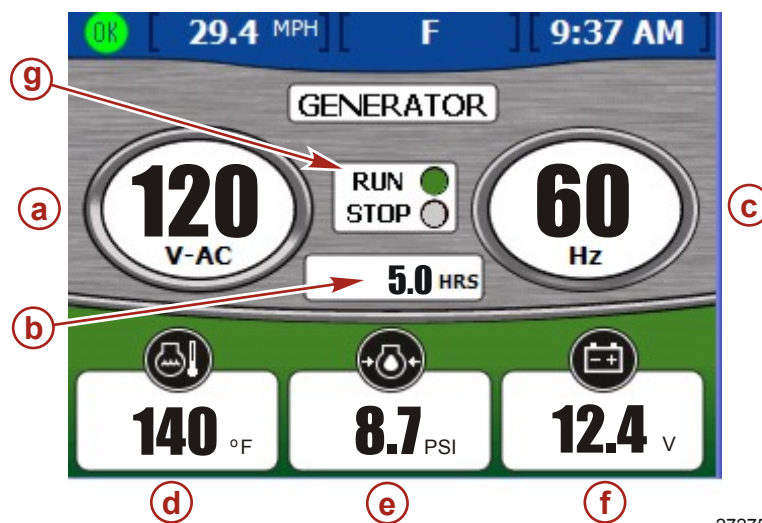 OK [ 29.4 MPH ] [ F ] [ 9:37 AM ]
g
GENERATOR
a
120
V-AC
RUN
STOP
60
Hz
c
5.0 HRS
b
140 °F
8.7 PSI
12.4 V
d
e
f